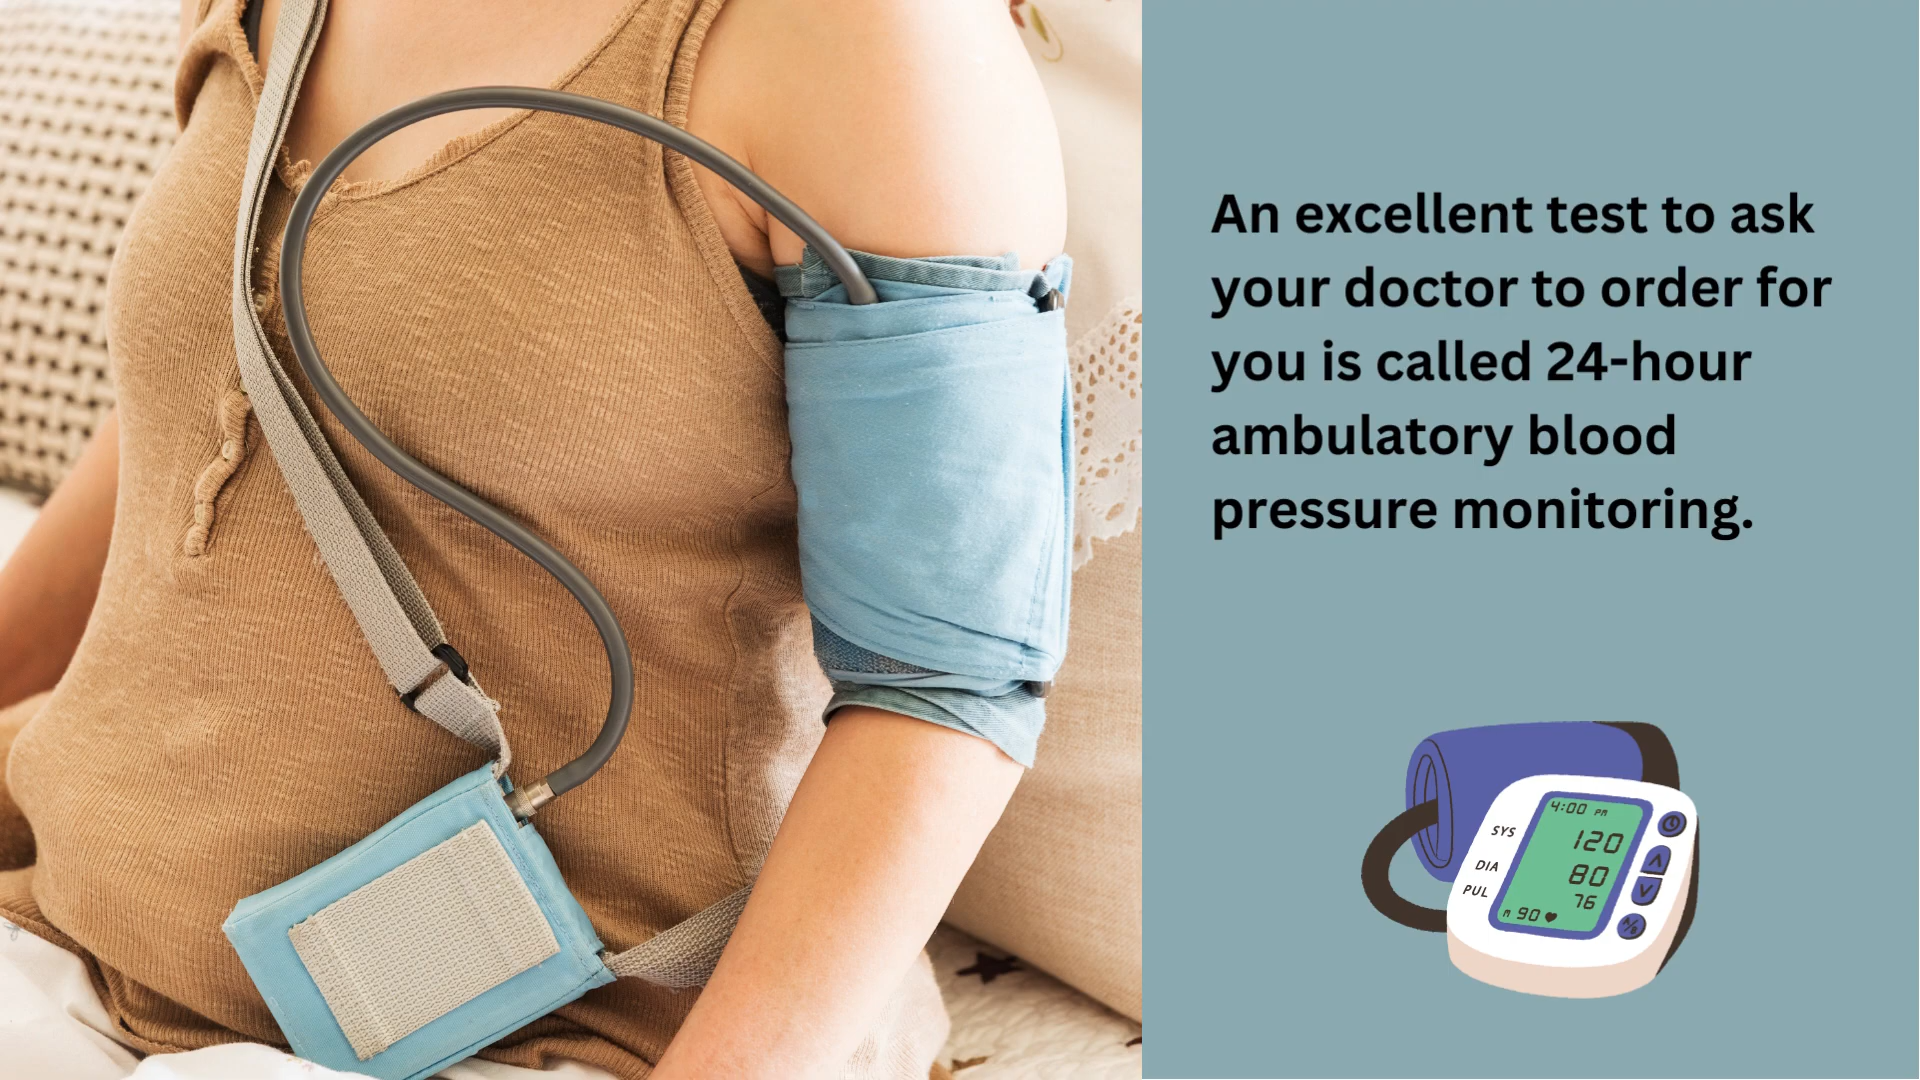 An excellent test to ask
your doctor to order for
you is called 24-hour
ambulatory blood
pressure monitoring.
4:00 PM
SYS 120
DIA 80
PUL 76
M 90